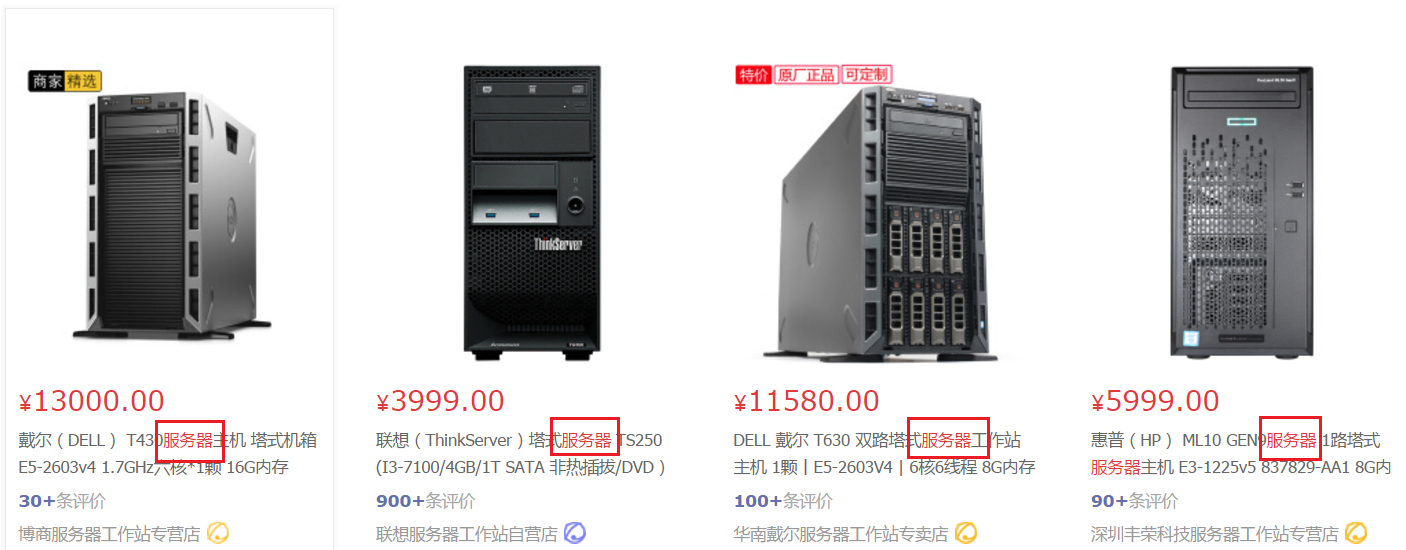 商家 精选
ThinkServer
特价 原厂正品 可定制
¥13000.00
戴尔（DELL） T430服务器主机 塔式机箱
E5-2603v4 1.7GHz六核*1颗 16G内存
30+条评价
博商服务器工作站专营店
¥3999.00
联想（ThinkServer）塔式服务器 TS250
(I3-7100/4GB/1T SATA 非热插拔/DVD）
900+条评价
联想服务器工作站自营店
¥11580.00
DELL 戴尔 T630 双路塔式服务器工作站
主机 1颗丨E5-2603V4丨6核6线程 8G内存
100+条评价
华南戴尔服务器工作站专卖店
¥5999.00
惠普（HP） ML10 GEN9服务器 1路塔式
服务器主机 E3-1225v5 837829-AA1 8G内
90+条评价
深圳丰荣科技服务器工作站专营店